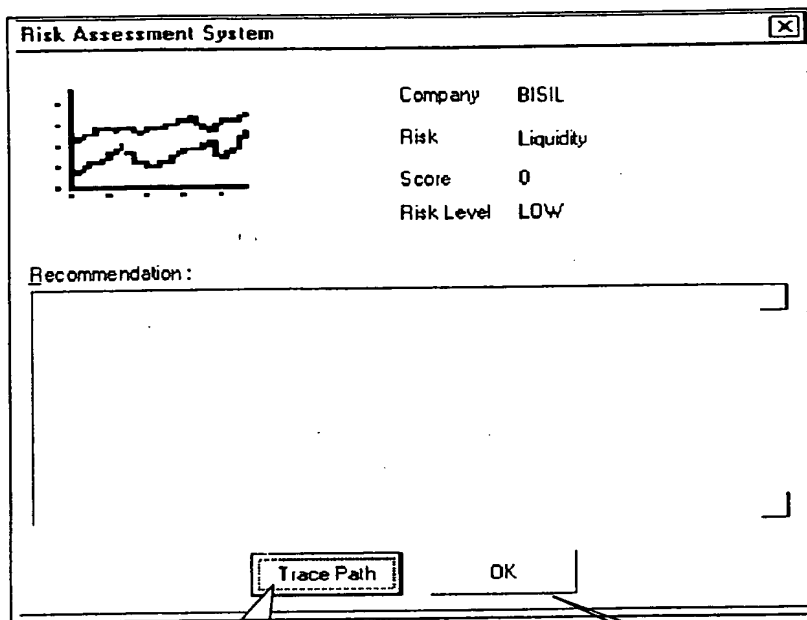 Risk Assessment System
Company BISIL
Risk Liquidity
Score 0
Risk Level LOW
Recommendation :
Trace Path OK